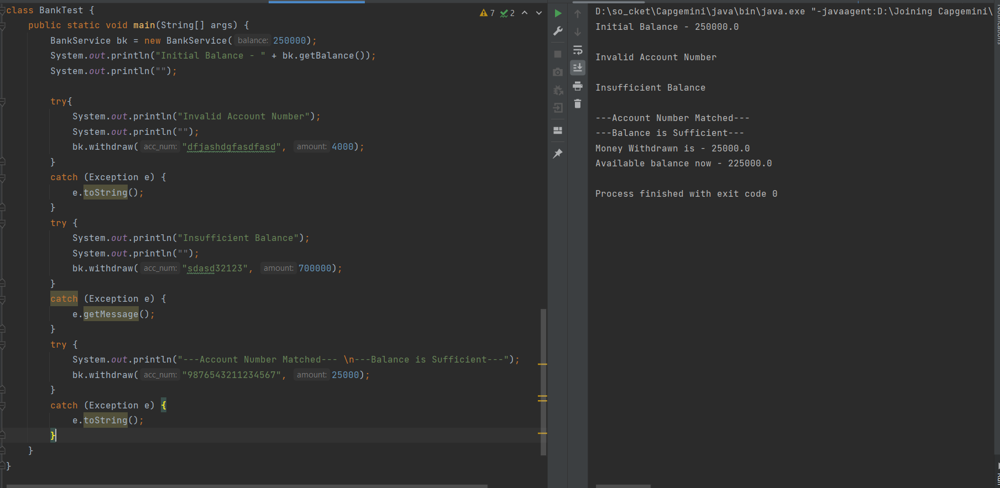 class BankTest {
public static void main(String[] args) {
BankService bk = new BankService( balance: 250000);
System.out.println("Initial Balance - " + bk.getBalance());
System.out.println("");
try{
System.out.println("Invalid Account Number");
System.out.println("");
bk.withdraw( acc_num: "dfjashdgfasdfasd", amount: 4000);
}
catch (Exception e) {
e.toString();
}
try {
System.out.println("Insufficient Balance");
System.out.println("");
bk.withdraw( acc_num: "sdasd32123", amount: 700000);
}
catch (Exception e) {
e.getMessage();
}
try {
System.out.println("---Account Number Matched--- \n---Balance is Sufficient---");
bk.withdraw( acc_num: "9876543211234567", amount: 25000);
}
catch (Exception e) {
e.toString();
}
}
}
7 2
D:\so_cket\Capgemini\java\bin\java.exe "-javaagent:D:\Joining Capgemini\
Initial Balance - 250000.0
Invalid Account Number
Insufficient Balance
---Account Number Matched---
---Balance is Sufficient---
Money Withdrawn is - 25000.0
Available balance now - 225000.0
Process finished with exit code 0